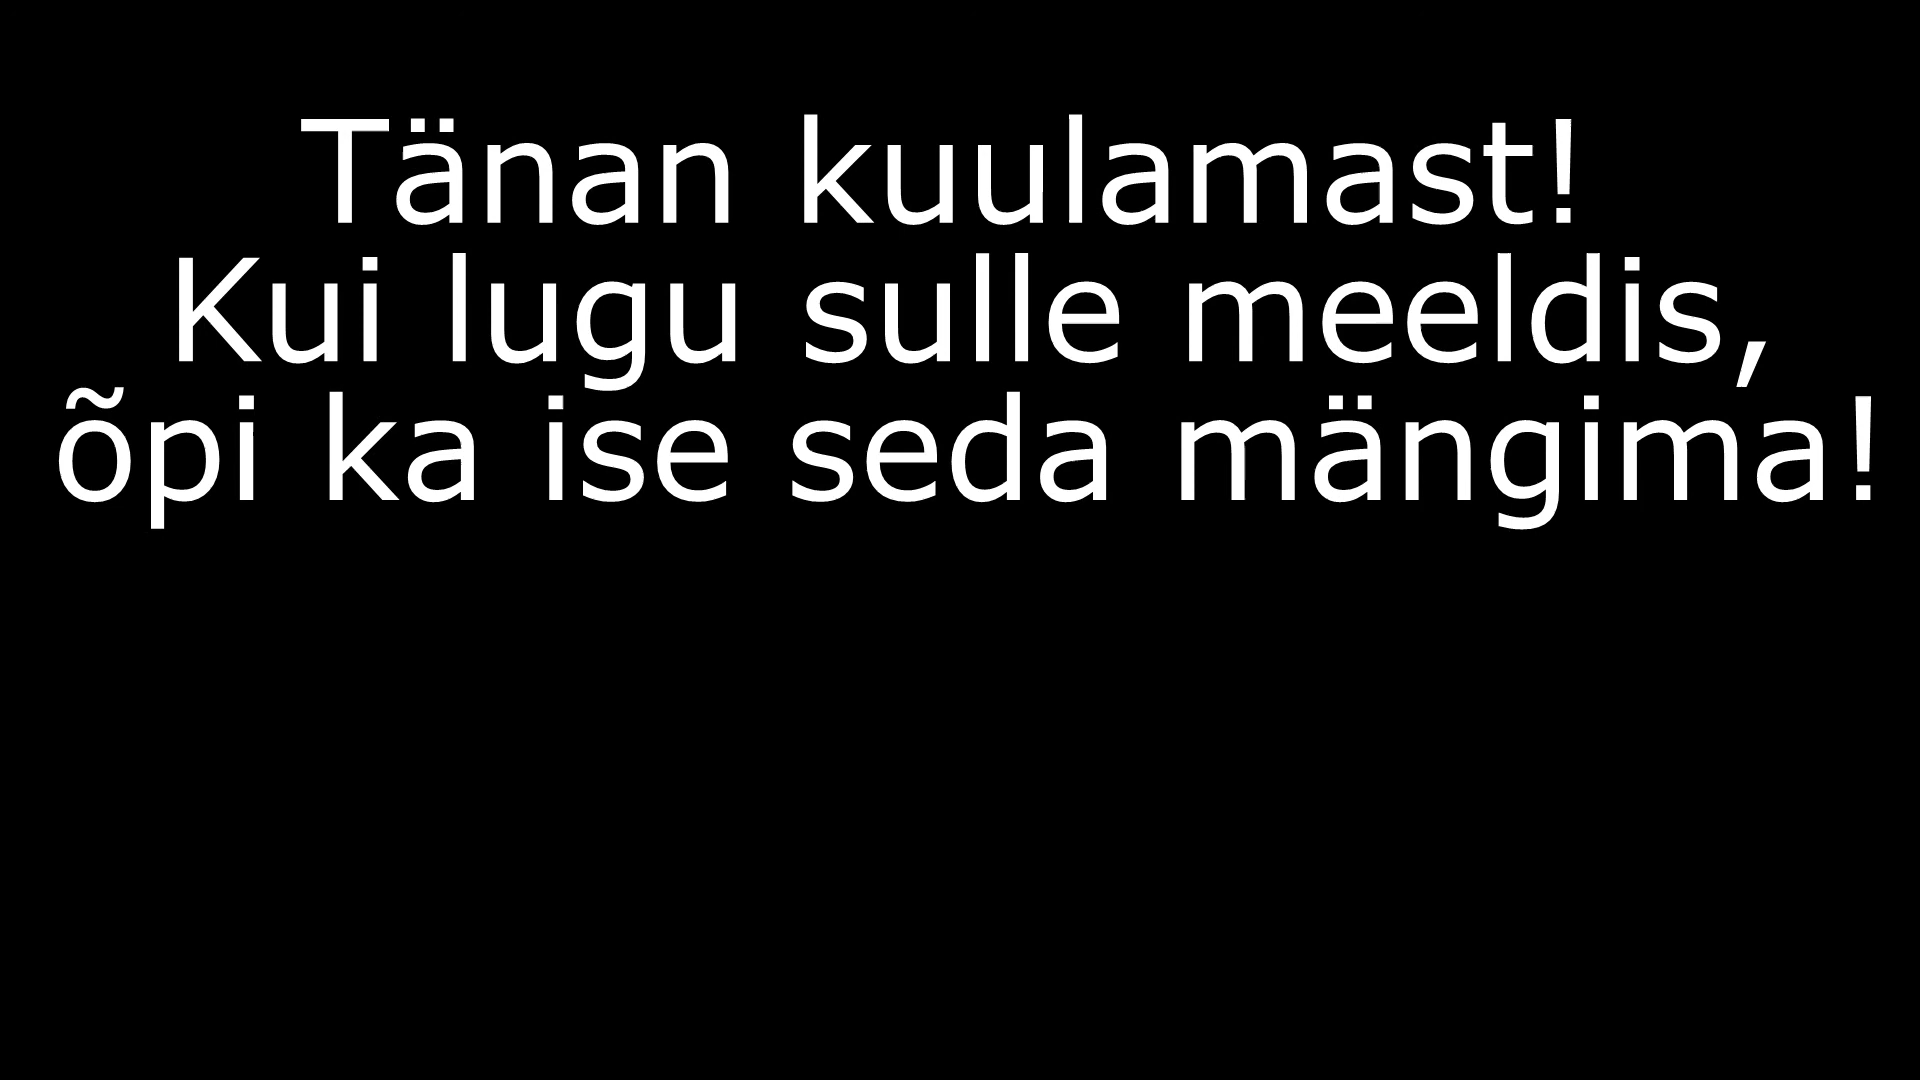 Tänan kuulamast!
Kui lugu sulle meeldis,
õpi ka ise seda mängima!